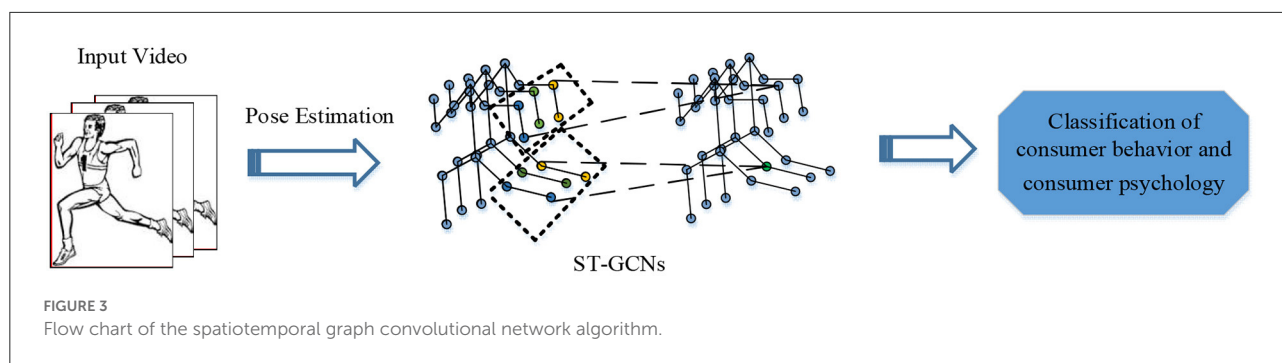 Input Video
Pose Estimation
ST-GCNs
Classification of
consumer behavior and
consumer psychology
FIGURE 3
Flow chart of the spatiotemporal graph convolutional network algorithm.